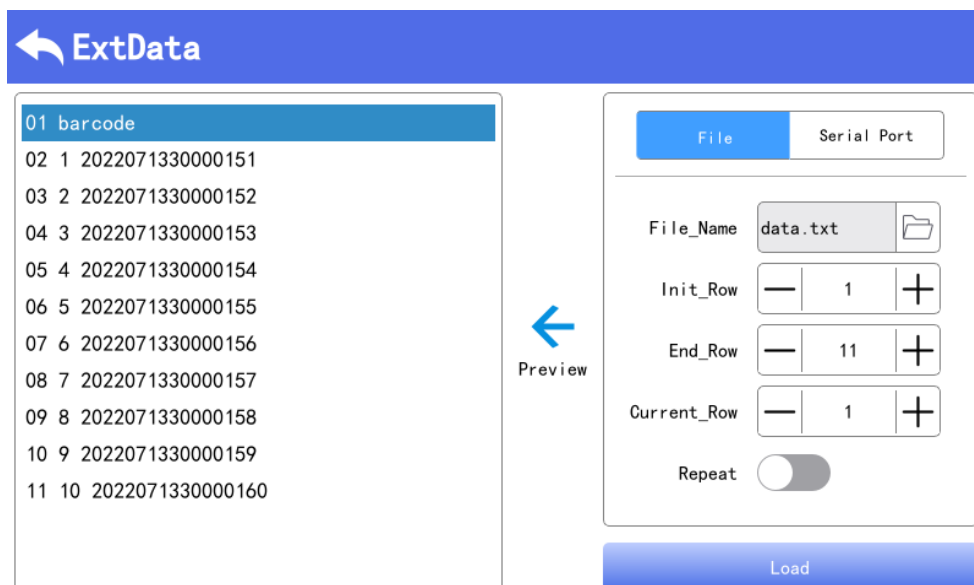 ExtData
01 barcode
02 1 2022071330000151
03 2 2022071330000152
04 3 2022071330000153
05 4 2022071330000154
06 5 2022071330000155
07 6 2022071330000156
08 7 2022071330000157
09 8 2022071330000158
10 9 2022071330000159
11 10 2022071330000160
Preview
File Serial Port
File_Name data.txt
Init_Row 1
End_Row 11
Current_Row 1
Repeat
Load